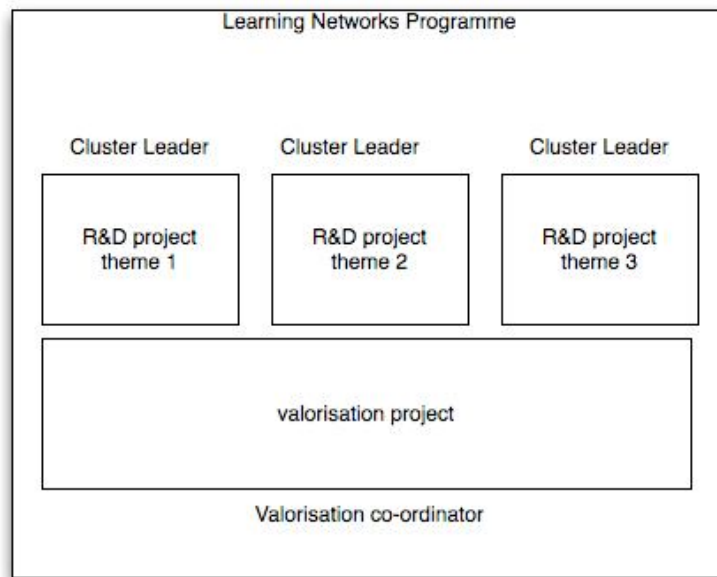 Learning Networks Programme
Cluster Leader
Cluster Leader
Cluster Leader
R&D project
theme 1
R&D project
theme 2
R&D project
theme 3
valorisation project
Valorisation co-ordinator